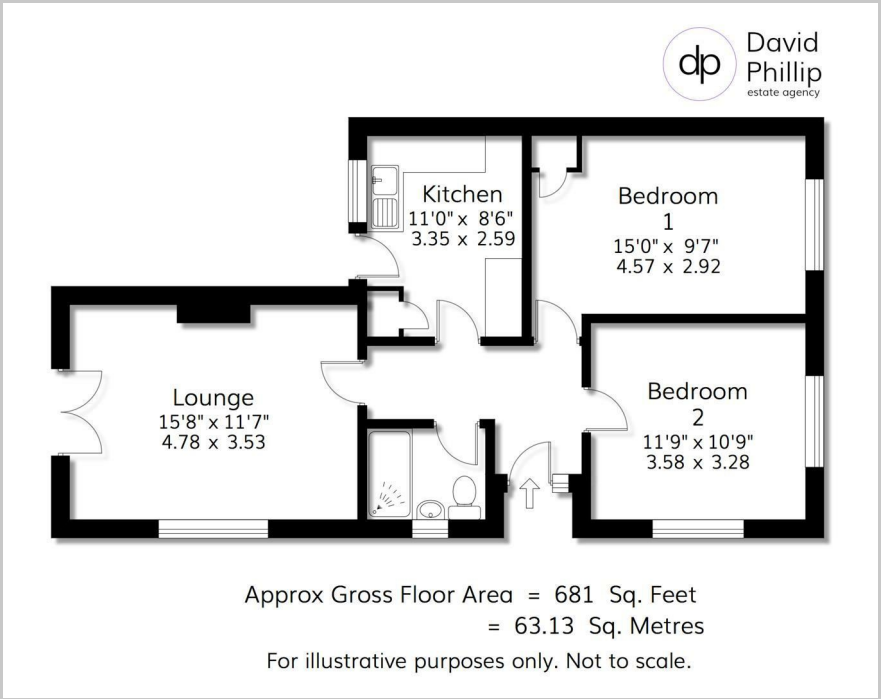 dp
David
Phillip
estate agency
Kitchen
11'0" x 8'6"
3.35 x 2.59
Bedroom
1
15'0" x 9'7"
4.57 x 2.92
Lounge
15'8" x 11'7"
4.78 x 3.53
Bedroom
2
11'9" x 10'9"
3.58 x 3.28
Approx Gross Floor Area = 681 Sq. Feet
= 63.13 Sq. Metres
For illustrative purposes only. Not to scale.